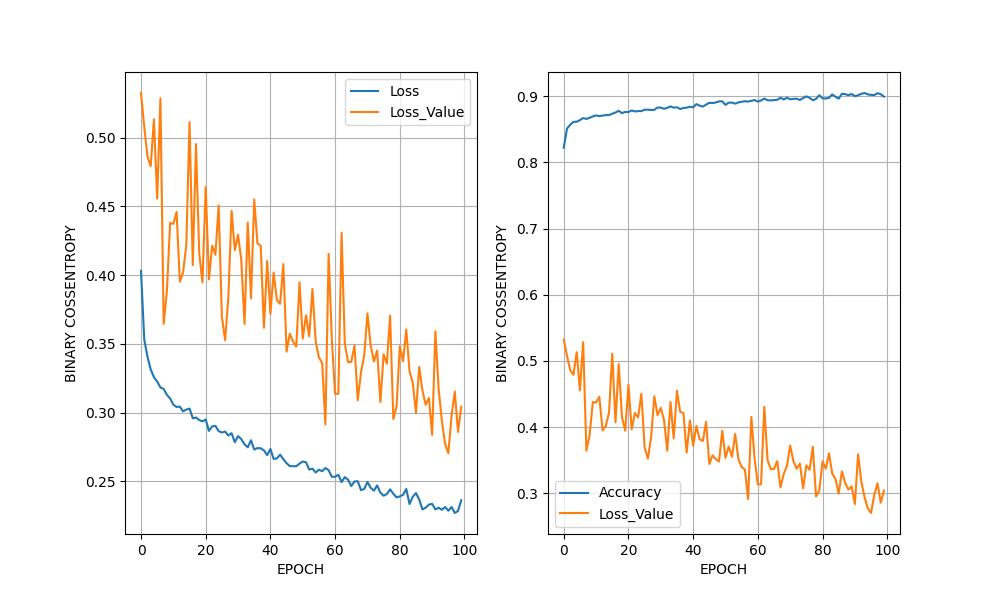 BINARY COSSENTROPY
0.50
0.45
0.40
0.35
0.30
0.25
0 20 40 60 80 100
EPOCH
Loss
Loss_Value
BINARY COSSENTROPY
0.9
0.8
0.7
0.6
0.5
0.4
0.3
0 20 40 60 80 100
EPOCH
Accuracy
Loss_Value